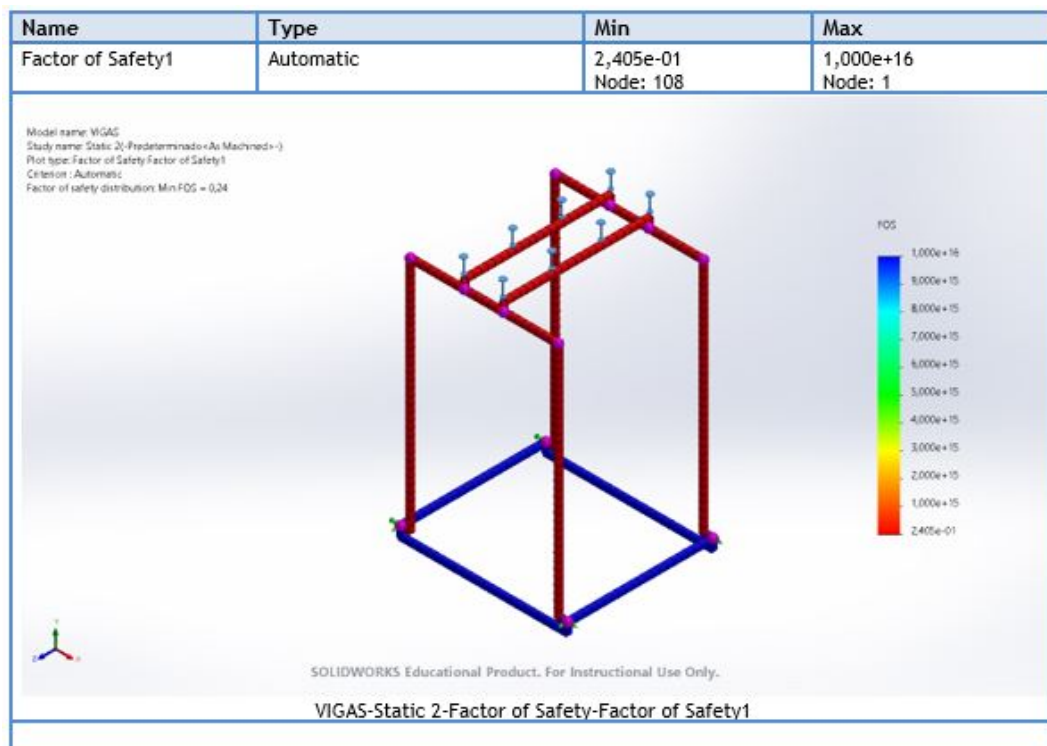 Name Type Min Max
Factor of Safety1 Automatic 2,405e-01 1,000e+16
Node: 108 Node: 1
Model name: VIGAS
Study name: Static 2(-Predeterminado<As Machined>-)
Plot type: Factor of Safety Factor of Safety1
Criterion : Automatic
Factor of safety distribution: Min FOS = 0,24
FOS
1,000e+16
9,000e+15
8,000e+15
7,000e+15
6,000e+15
5,000e+15
4,000e+15
3,000e+15
2,000e+15
1,000e+15
2,405e-01
SOLIDWORKS Educational Product. For Instructional Use Only.
VIGAS-Static 2-Factor of Safety-Factor of Safety1